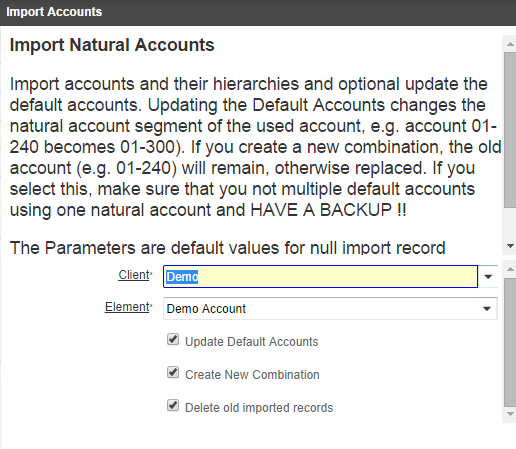 Import Accounts
Import Natural Accounts
Import accounts and their hierarchies and optional update the
default accounts. Updating the Default Accounts changes the
natural account segment of the used account, e.g. account 01-
240 becomes 01-300). If you create a new combination, the old
account (e.g. 01-240) will remain, otherwise replaced. If you
select this, make sure that you not multiple default accounts
using one natural account and HAVE A BACKUP !!
The Parameters are default values for null import record
Client* Demo
Element* Demo Account
Update Default Accounts
Create New Combination
Delete old imported records